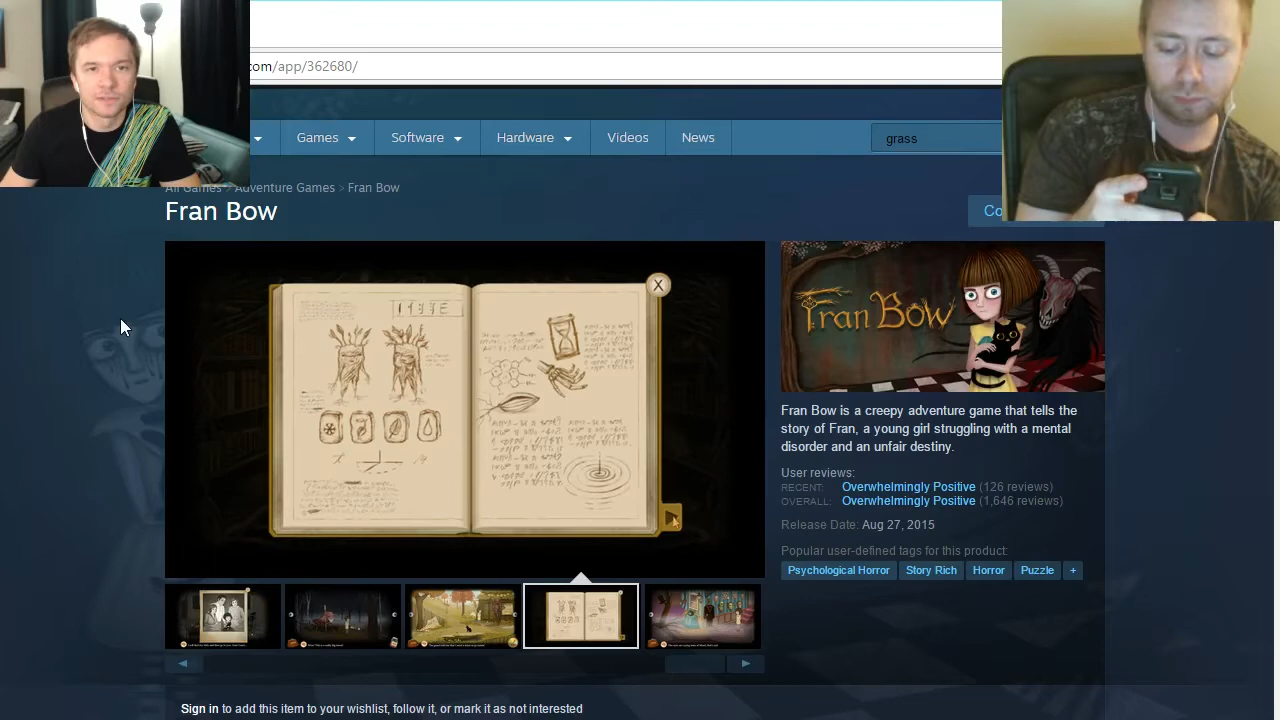 com/app/362680/
Games
Software
Hardware
Videos
News
grass
All Games > Adventure Games > Fran Bow
Fran Bow
Co
X
Fran Bow
Fran Bow is a creepy adventure game that tells the
story of Fran, a young girl struggling with a mental
disorder and an unfair destiny.
User reviews:
RECENT: Overwhelmingly Positive (126 reviews)
OVERALL: Overwhelmingly Positive (1,646 reviews)
Release Date: Aug 27, 2015
Popular user-defined tags for this product:
Psychological Horror Story Rich Horror Puzzle +
Sign in to add this item to your wishlist, follow it, or mark it as not interested